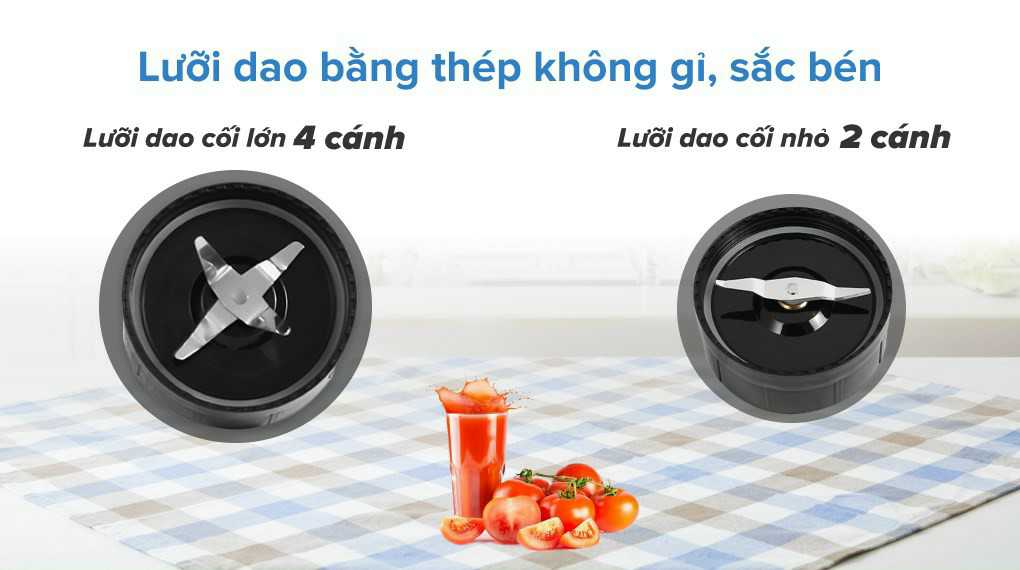 Lưỡi dao bằng thép không gỉ, sắc bén
Lưỡi dao cối lớn 4 cánh
Lưỡi dao cối nhỏ 2 cánh